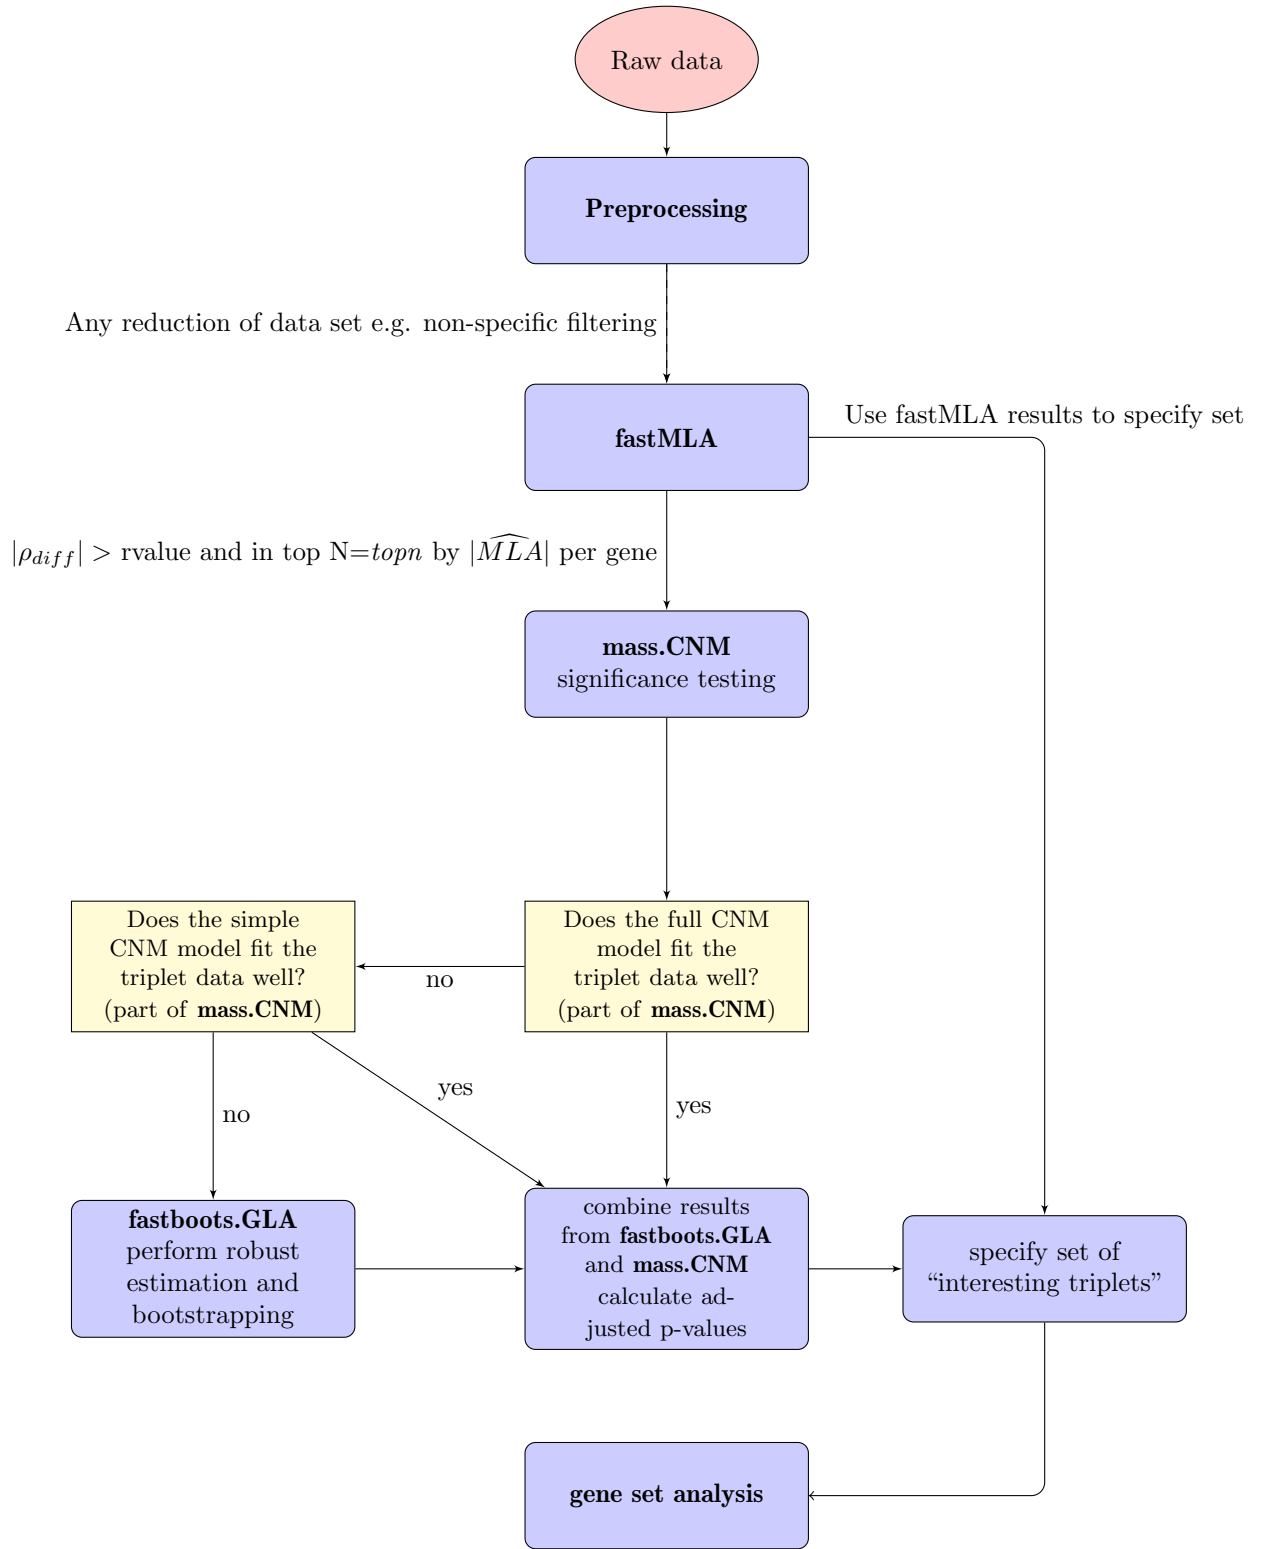 Raw data
Preprocessing
Any reduction of data set e.g. non-specific filtering
fastMLA
Use fastMLA results to specify set
|ρ_{diff}| > rvalue and in top N=topn by |\widehat{MLA}| per gene
mass.CNM
significance testing
Does the simple
CNM model fit the
triplet data well?
(part of mass.CNM)
no
Does the full CNM
model fit the
triplet data well?
(part of mass.CNM)
no
yes
yes
fastboots.GLA
perform robust
estimation and
bootstrapping
combine results
from fastboots.GLA
and mass.CNM
calculate ad-
justed p-values
specify set of
“interesting triplets”
gene set analysis